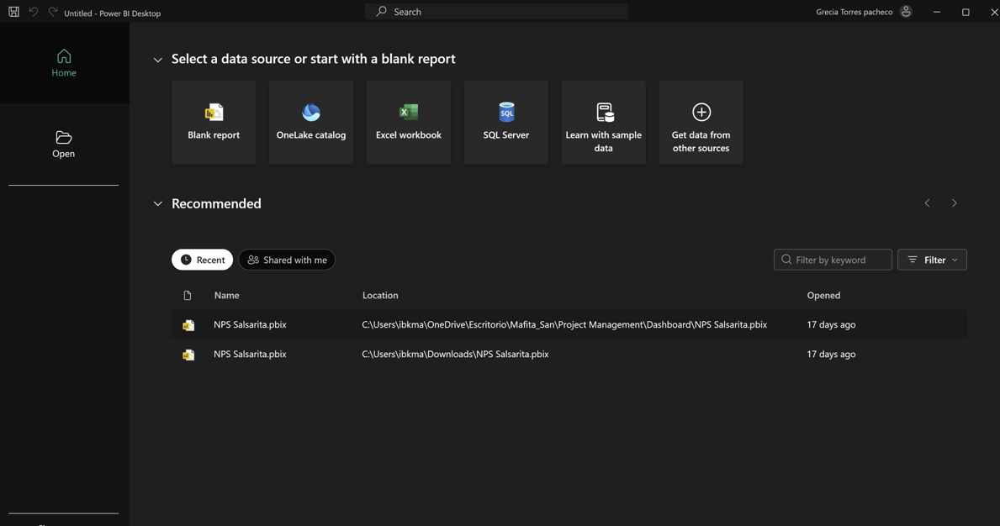 Untitled - Power BI Desktop
Search
Grecia Torres pacheco
Home
Open
Select a data source or start with a blank report
Blank report
OneLake catalog
Excel workbook
SQL
SQL Server
Learn with sample
data
Get data from
other sources
Recommended
Recent
Shared with me
Filter by keyword
Filter
Name Location Opened
NPS Salsarita.pbix C:\Users\ibkma\OneDrive\Escritorio\Mafita_San\Project Management\Dashboard\NPS Salsarita.pbix 17 days ago
NPS Salsarita.pbix C:\Users\ibkma\Downloads\NPS Salsarita.pbix 17 days ago